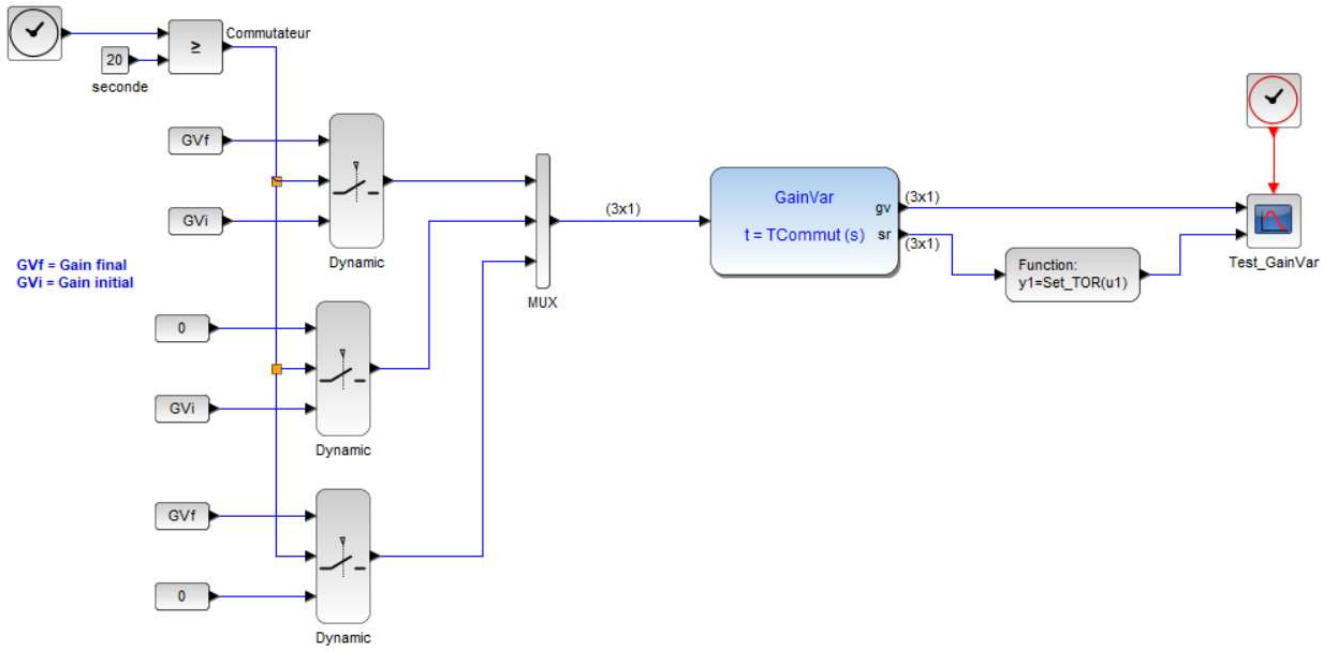 ≥
Commutateur
20
seconde
GVf
GVi
Dynamic
GVf = Gain final
GVi = Gain initial
0
GVi
Dynamic
GVf
0
Dynamic
MUX
(3x1)
GainVar
t = TCommut (s)
gv
sr
(3x1)
(3x1)
Function:
y1=Set_TOR(u1)
Test_GainVar